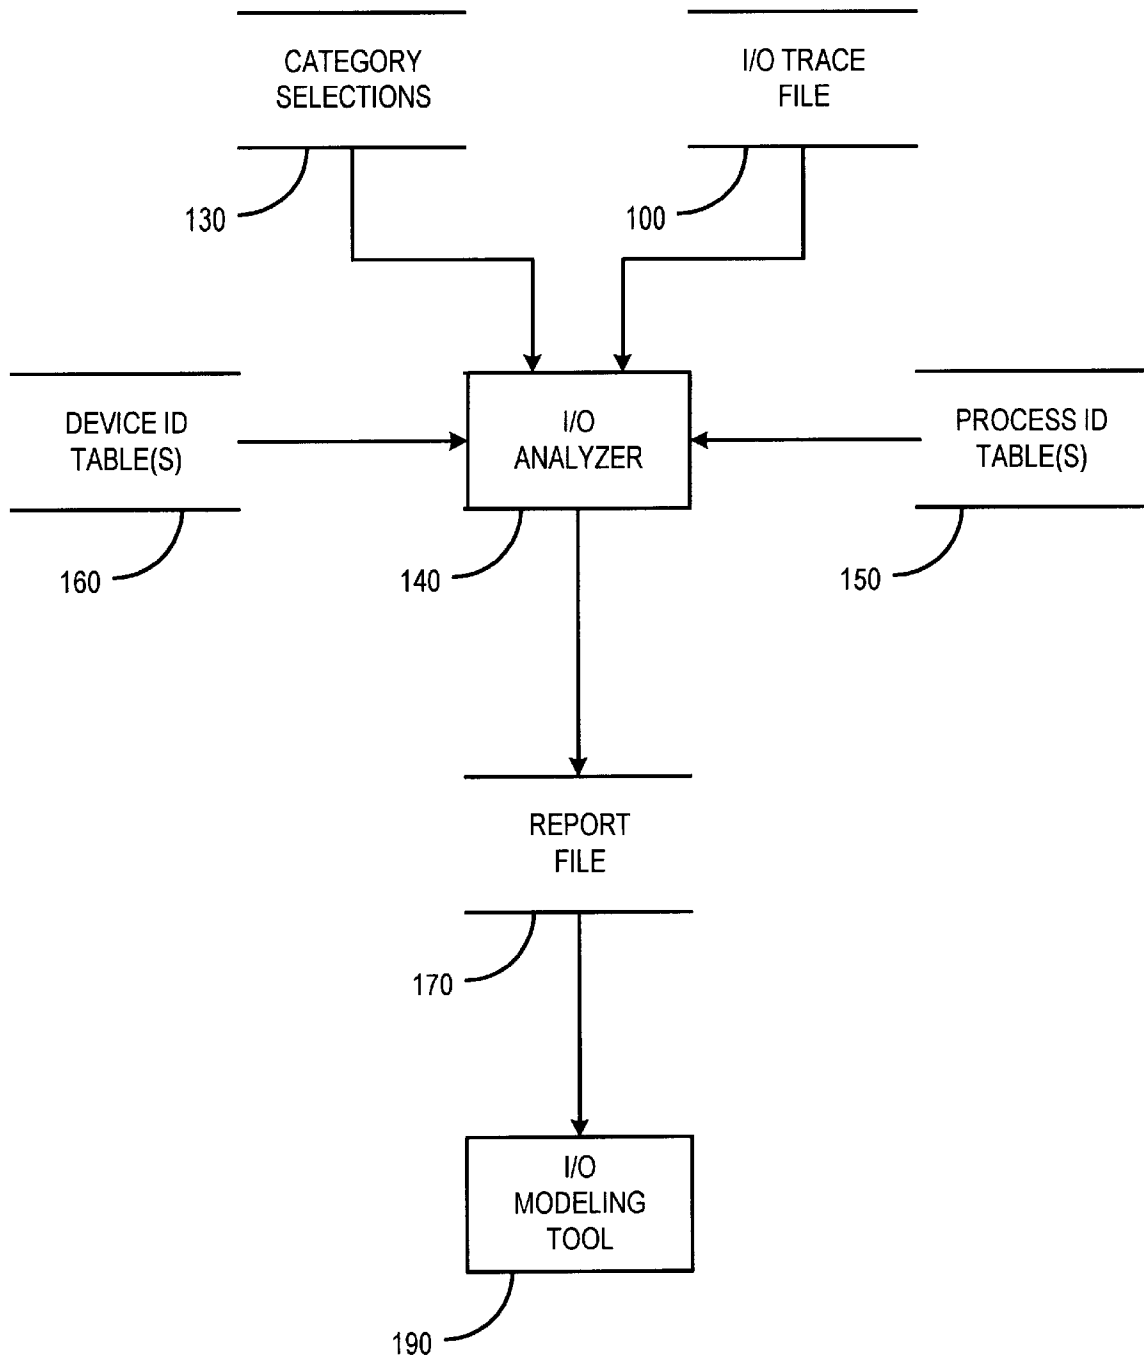 CATEGORY
SELECTIONS
I/O TRACE
FILE
130
100
DEVICE ID
TABLE(S)
I/O
ANALYZER
PROCESS ID
TABLE(S)
160
140
150
REPORT
FILE
170
I/O
MODELING
TOOL
190